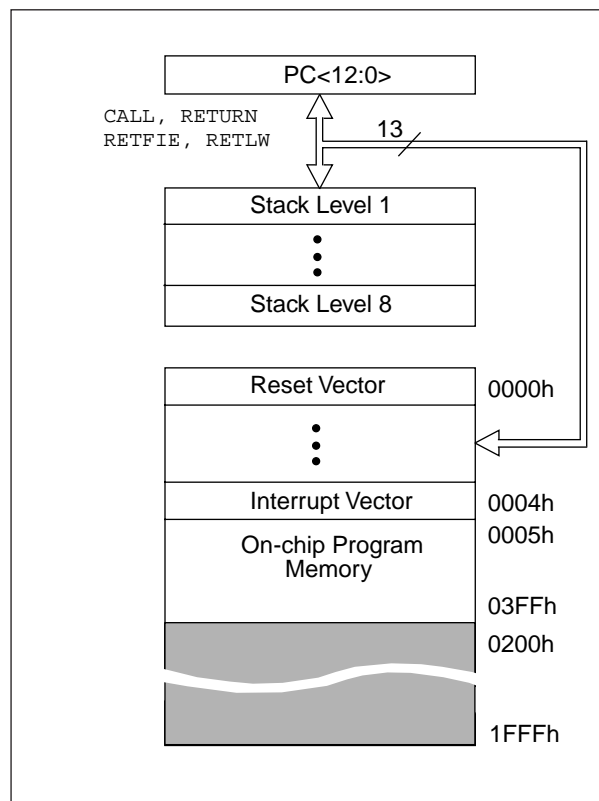 PC<12:0>
CALL, RETURN
RETFIE, RETLW
13
Stack Level 1
Stack Level 8
Reset Vector
0000h
Interrupt Vector
0004h
On-chip Program
Memory
0005h
03FFh
0200h
1FFFh